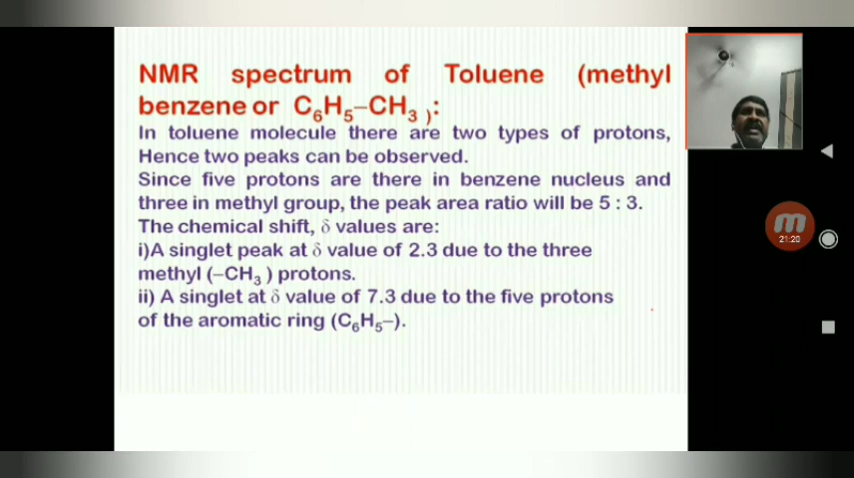 NMR spectrum of Toluene (methyl
benzene or C₆H₅–CH₃ ):
In toluene molecule there are two types of protons,
Hence two peaks can be observed.
Since five protons are there in benzene nucleus and
three in methyl group, the peak area ratio will be 5 : 3.
The chemical shift, δ values are:
i)A singlet peak at δ value of 2.3 due to the three
methyl (–CH₃ ) protons.
ii) A singlet at δ value of 7.3 due to the five protons
of the aromatic ring (C₆H₅–).
21:20